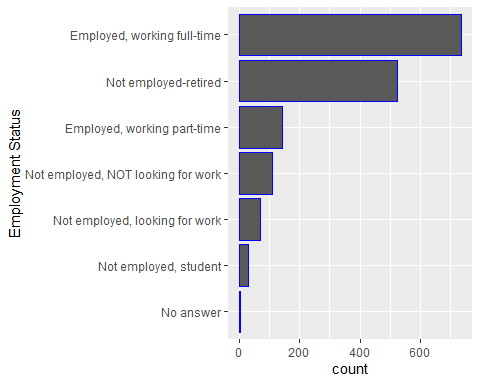 Employment Status
Employed, working full-time
Not employed-retired
Employed, working part-time
Not employed, NOT looking for work
Not employed, looking for work
Not employed, student
No answer
0 200 400 600
count